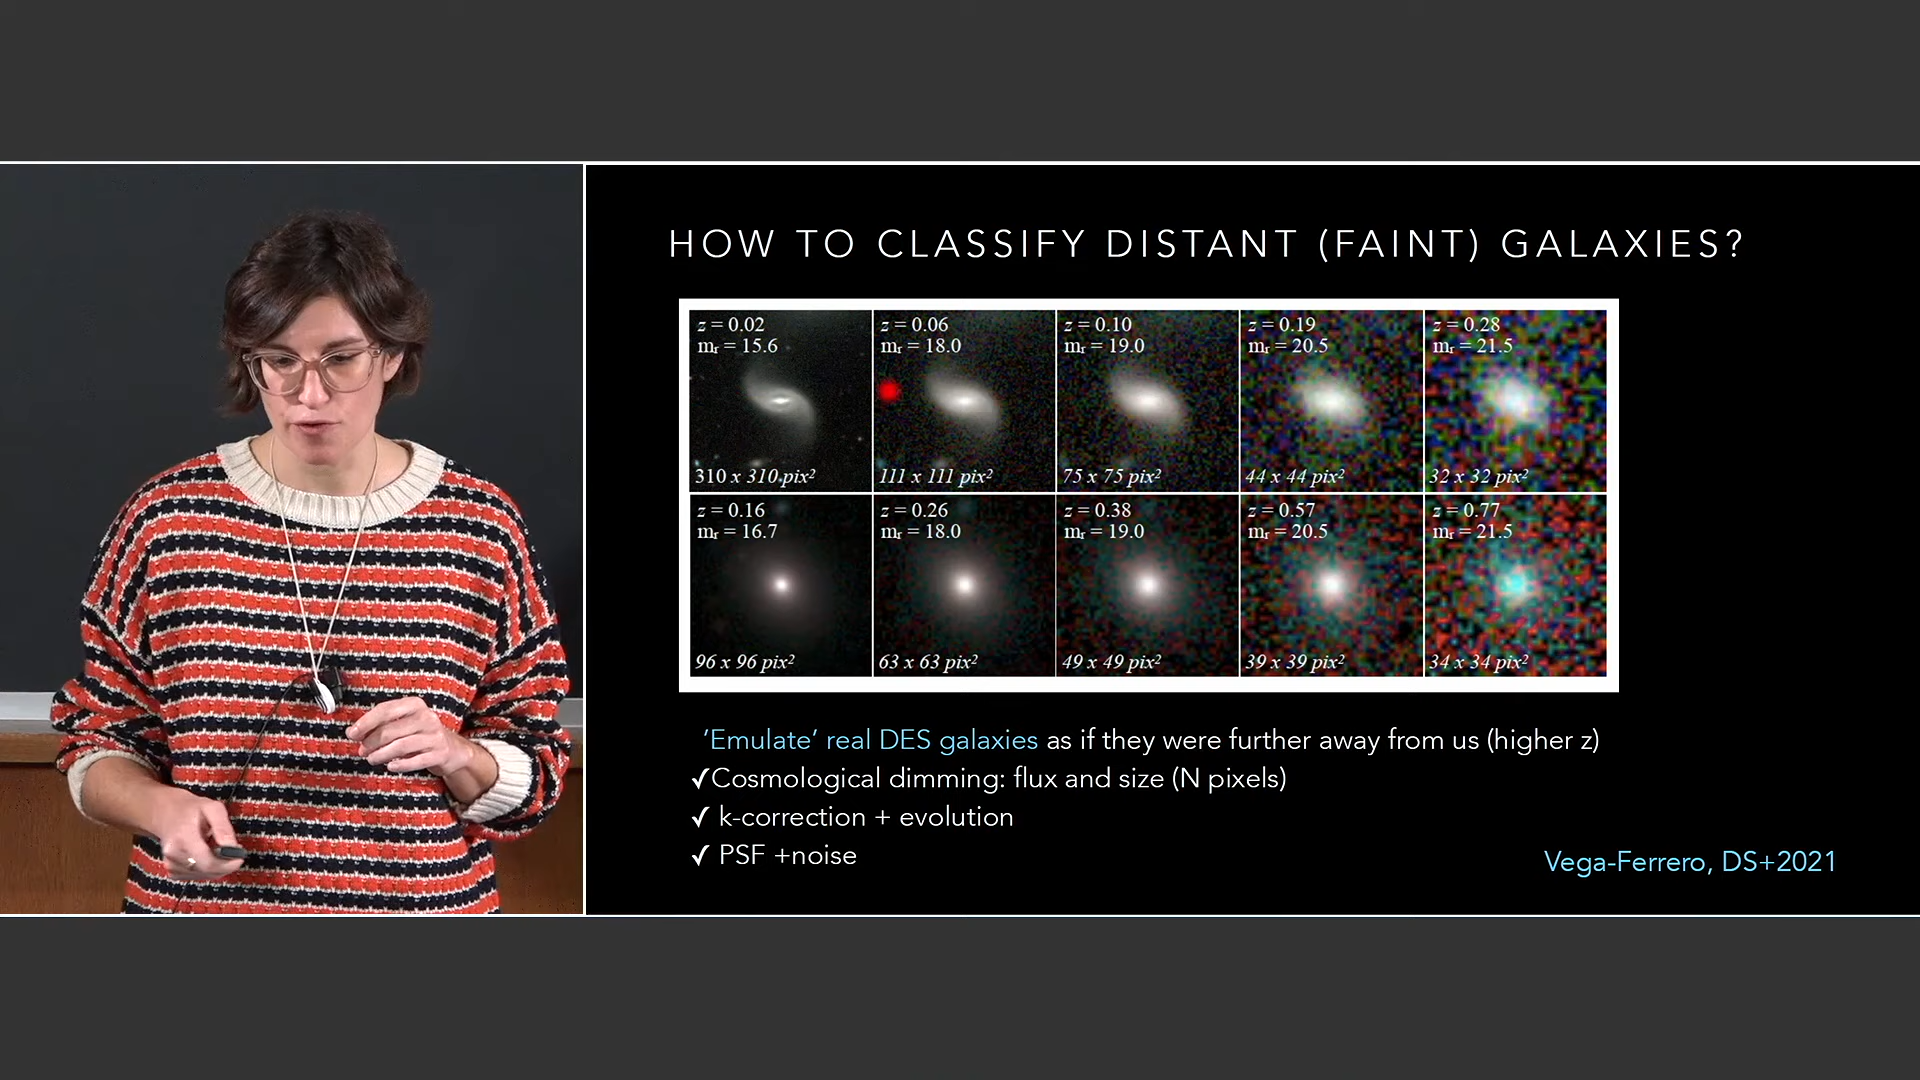 HOW TO CLASSIFY DISTANT (FAINT) GALAXIES?
z = 0.02
mᵣ = 15.6
310 x 310 pix²
z = 0.06
mᵣ = 18.0
111 x 111 pix²
z = 0.10
mᵣ = 19.0
75 x 75 pix²
z = 0.19
mᵣ = 20.5
44 x 44 pix²
z = 0.28
mᵣ = 21.5
32 x 32 pix²
z = 0.16
mᵣ = 16.7
96 x 96 pix²
z = 0.26
mᵣ = 18.0
63 x 63 pix²
z = 0.38
mᵣ = 19.0
49 x 49 pix²
z = 0.57
mᵣ = 20.5
39 x 39 pix²
z = 0.77
mᵣ = 21.5
34 x 34 pix²
‘Emulate’ real DES galaxies as if they were further away from us (higher z)
✓Cosmological dimming: flux and size (N pixels)
✓ k-correction + evolution
✓ PSF +noise
Vega-Ferrero, DS+2021